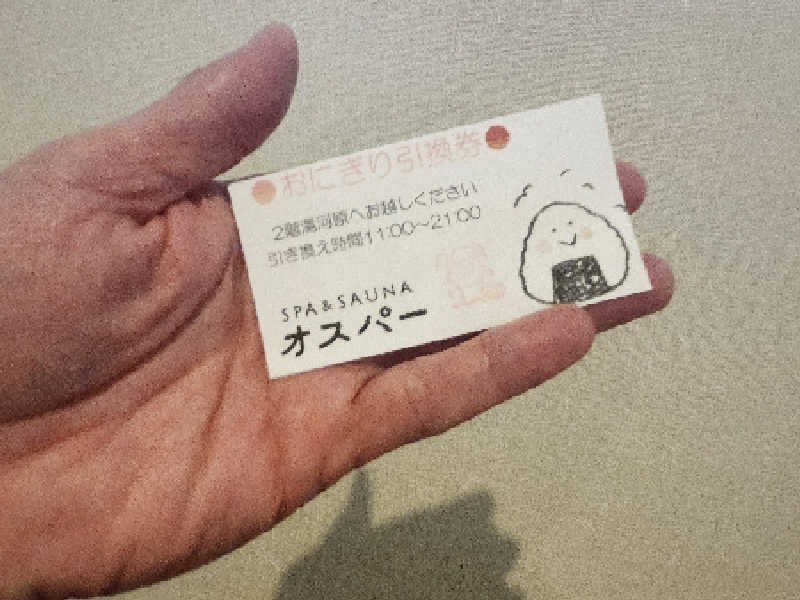 おにぎり引換券
2階湯河原へお越しください
引き換え時間11:00〜21:00
SPA&SAUNA
オスパー